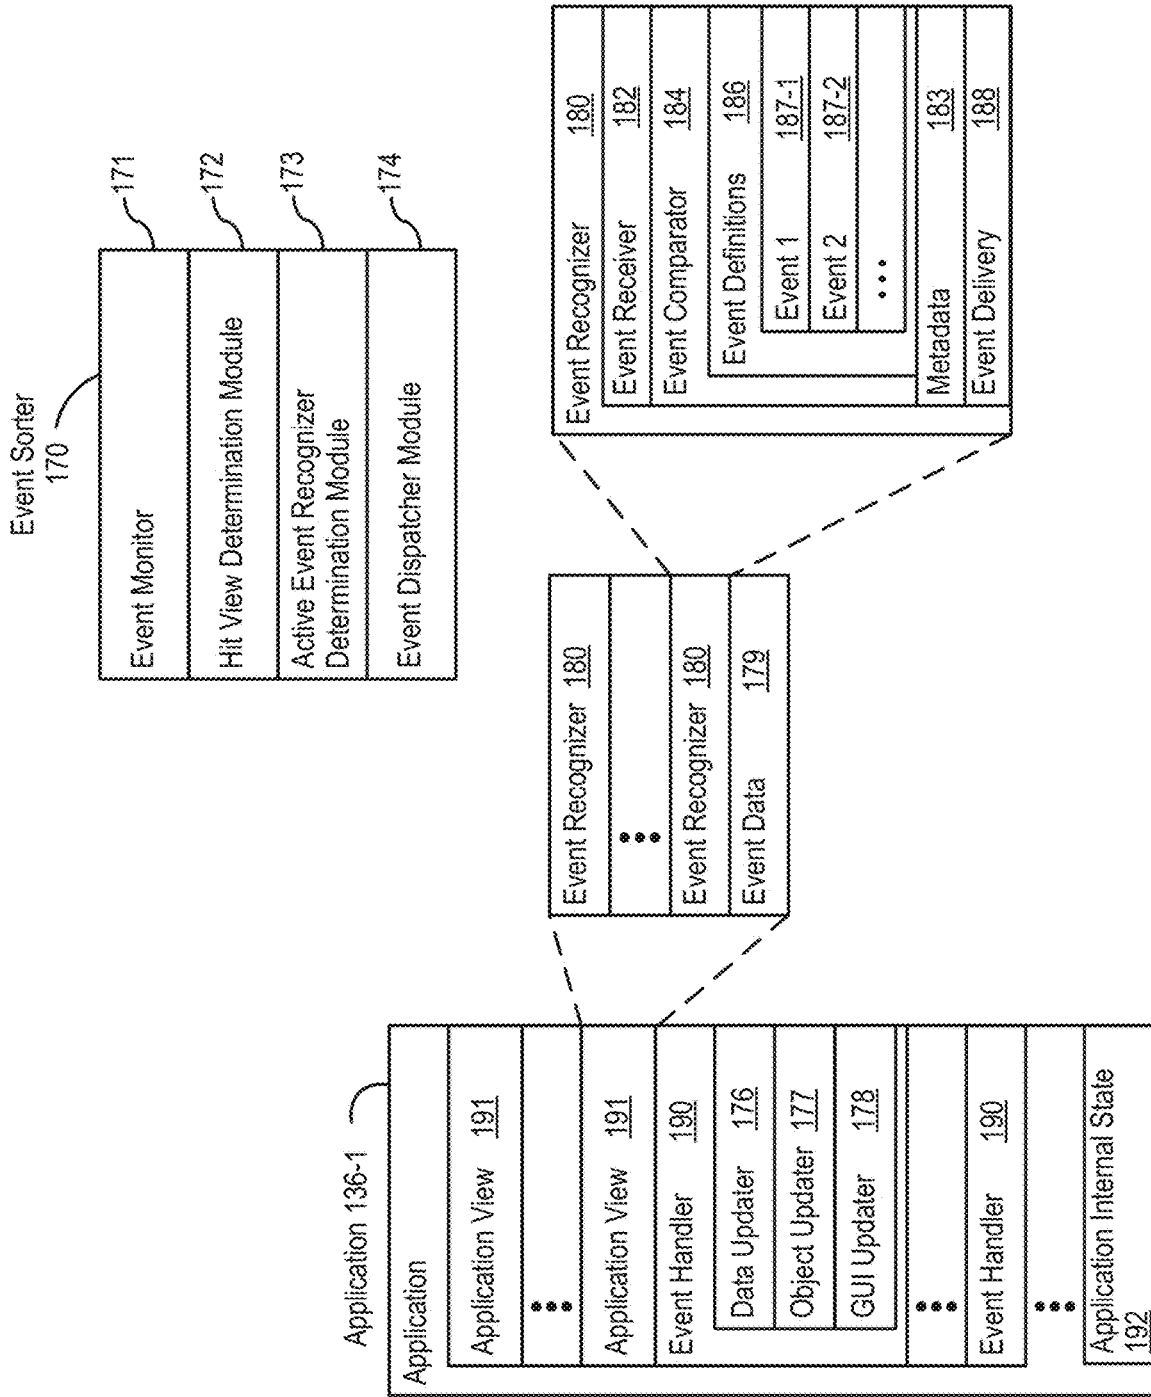 Event Sorter
170
Event Monitor
171
Hit View Determination Module
172
Active Event Recognizer
Determination Module
173
Event Dispatcher Module
174
Application 136-1
Application
Application View 191
•••
Application View 191
Event Handler 190
Data Updater 176
Object Updater 177
GUI Updater 178
•••
Event Handler 190
•••
Application Internal State
192
Event Recognizer 180
•••
Event Recognizer 180
Event Data 179
Event Recognizer 180
Event Receiver 182
Event Comparator 184
Event Definitions 186
Event 1 187-1
Event 2 187-2
•••
Metadata 183
Event Delivery 188